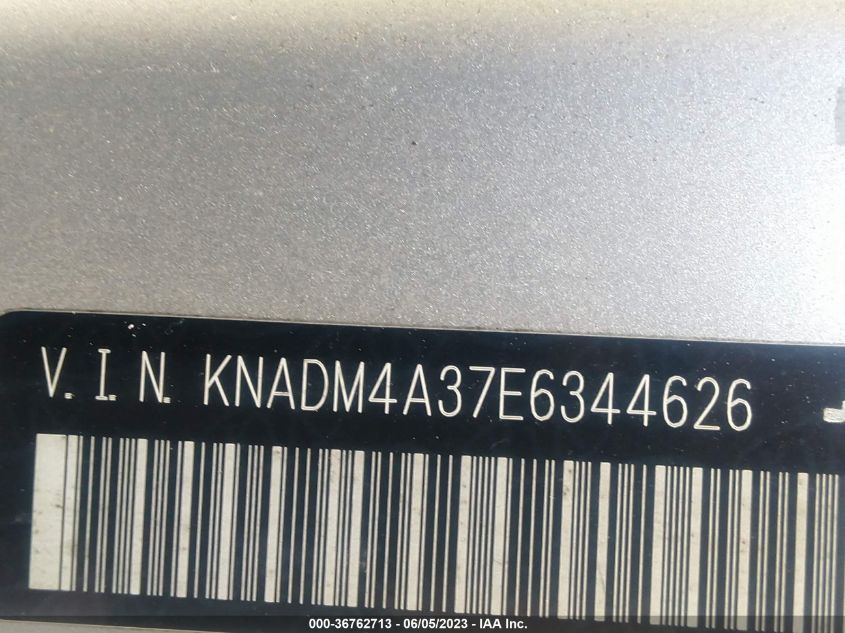 V. I. N. KNADM4A37E6344626
000-36762713 - 06/05/2023 - IAA Inc.